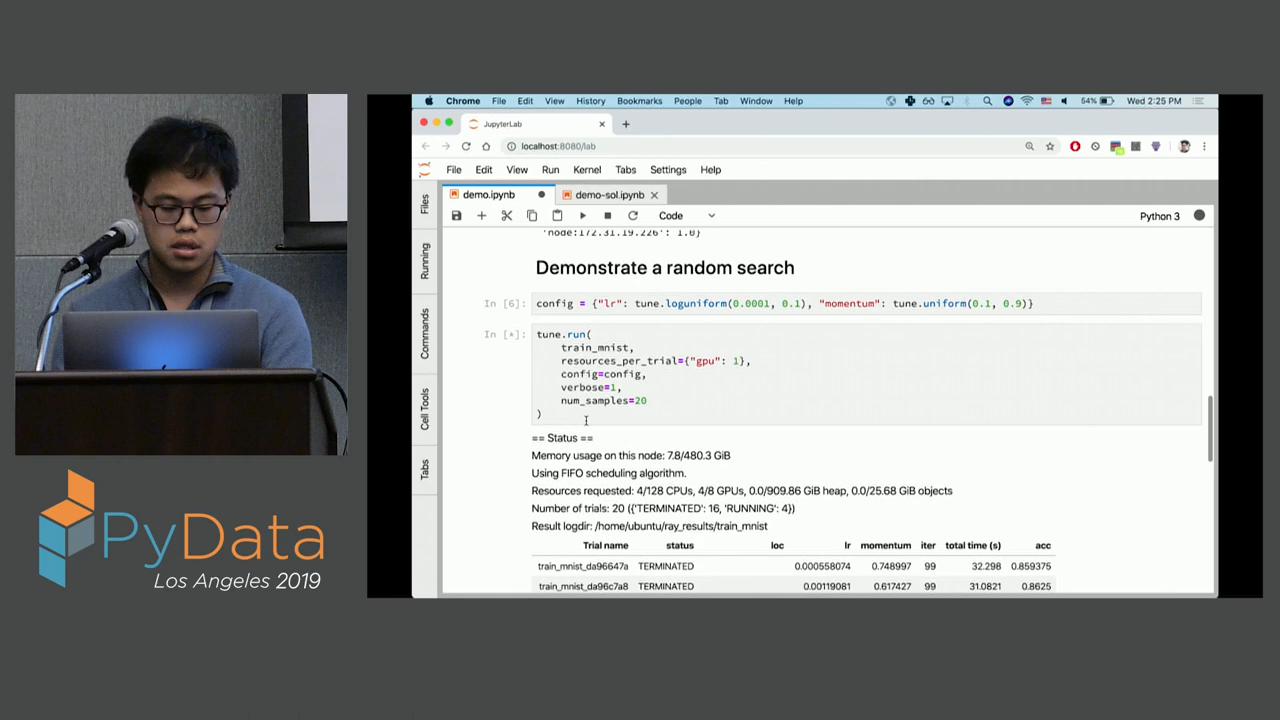 Chrome File Edit View History Bookmarks People Tab Window Help 54% Wed 2:25 PM
JupyterLab
localhost:8080/lab
File Edit View Run Kernel Tabs Settings Help
demo.ipynb demo-sol.ipynb
Code Python 3
Files
Running
Commands
Cell Tools
Tabs
'node:172.31.19.226': 1.0}
Demonstrate a random search
In [6]: config = {"lr": tune.loguniform(0.0001, 0.1), "momentum": tune.uniform(0.1, 0.9)}
In [*]: tune.run(
train_mnist,
resources_per_trial={"gpu": 1},
config=config,
verbose=1,
num_samples=20
)
== Status ==
Memory usage on this node: 7.8/480.3 GiB
Using FIFO scheduling algorithm.
Resources requested: 4/128 CPUs, 4/8 GPUs, 0.0/909.86 GiB heap, 0.0/25.68 GiB objects
Number of trials: 20 ({'TERMINATED': 16, 'RUNNING': 4})
Result logdir: /home/ubuntu/ray_results/train_mnist
Trial name status loc lr momentum iter total time (s) acc
train_mnist_da96647a TERMINATED 0.000558074 0.748997 99 32.298 0.859375
train_mnist_da96c7a8 TERMINATED 0.00119081 0.617427 99 31.0821 0.8625
PyData
Los Angeles 2019